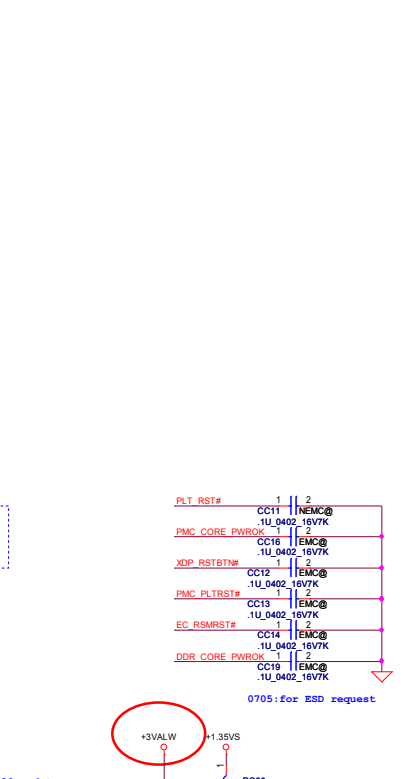 PLT_RST# 1 2
CC11 NEMC@
.1U_0402_16V7K
PMC_CORE_PWROK 1 2
CC16 EMC@
.1U_0402_16V7K
XDP_RSTBTN# 1 2
CC12 EMC@
.1U_0402_16V7K
PMC_PLTRST# 1 2
CC13 EMC@
.1U_0402_16V7K
EC_RSMRST# 1 2
CC14 EMC@
.1U_0402_16V7K
DDR_CORE_PWROK 1 2
CC19 EMC@
.1U_0402_16V7K
0705:for ESD request
+3VALW +1.35VS
1